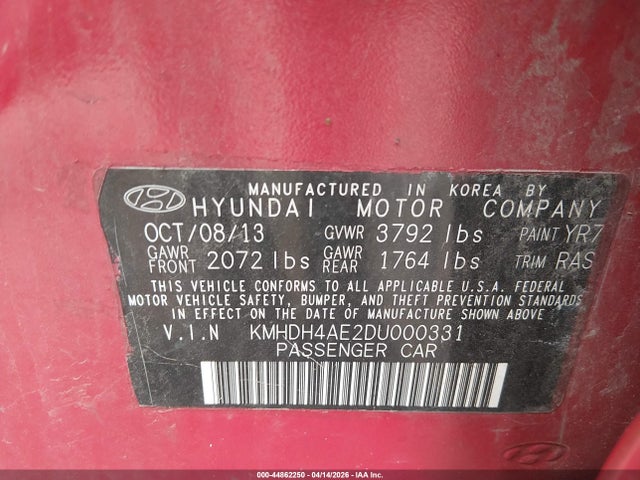 MANUFACTURED IN KOREA BY
HYUNDAI MOTOR COMPANY
OCT/08/13 GVWR 3792 lbs PAINT YR7
GAWR FRONT 2072 lbs GAWR REAR 1764 lbs TRIM RAS
THIS VEHICLE CONFORMS TO ALL APPLICABLE U.S.A. FEDERAL
MOTOR VEHICLE SAFETY, BUMPER, AND THEFT PREVENTION STANDARDS
IN EFFECT ON THE DATE OF MANUFACTURE SHOWN ABOVE.
V.I.N KMHDH4AE2DU000331
PASSENGER CAR
000-44862250 - 04/14/2026 - IAA Inc.